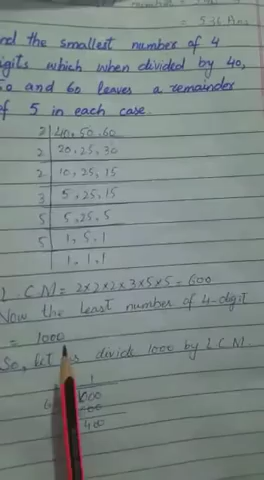 = 536 Ans
nd the smallest number of 4
igits which when divided by 40,
0 and 60 leaves a remainder
of 5 in each case.
2 | 40, 50, 60
2 | 20, 25, 30
2 | 10, 25, 15
3 | 5, 25, 15
5 | 5, 25, 5
5 | 1, 5, 1
1, 1, 1
L.C.M = 2×2×2×3×5×5 = 600
Now the least number of 4-digit
= 1000
So, let us divide 1000 by LCM
1
1000
600
400